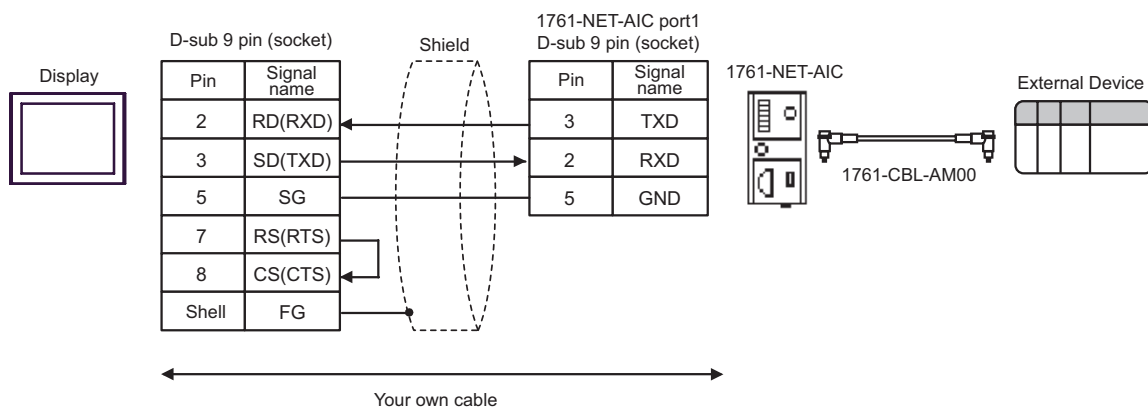 D-sub 9 pin (socket)
Shield
1761-NET-AIC port1
D-sub 9 pin (socket)
Display
Pin
Signal
name
Pin
Signal
name
1761-NET-AIC
External Device
2
RD(RXD)
3
TXD
3
SD(TXD)
2
RXD
1761-CBL-AM00
5
SG
5
GND
7
RS(RTS)
8
CS(CTS)
Shell
FG
Your own cable